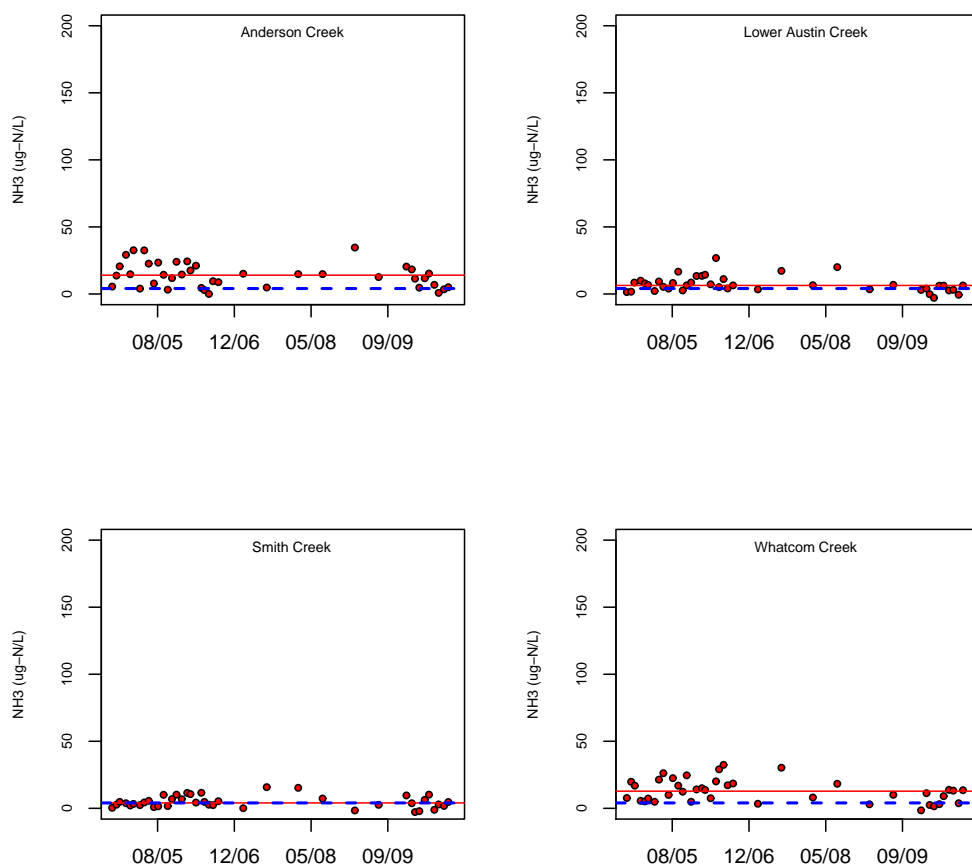 Anderson Creek
NH3 (ug−N/L)
200
150
100
50
0
08/05 12/06 05/08 09/09
Lower Austin Creek
NH3 (ug−N/L)
200
150
100
50
0
08/05 12/06 05/08 09/09
Smith Creek
NH3 (ug−N/L)
200
150
100
50
0
08/05 12/06 05/08 09/09
Whatcom Creek
NH3 (ug−N/L)
200
150
100
50
0
08/05 12/06 05/08 09/09